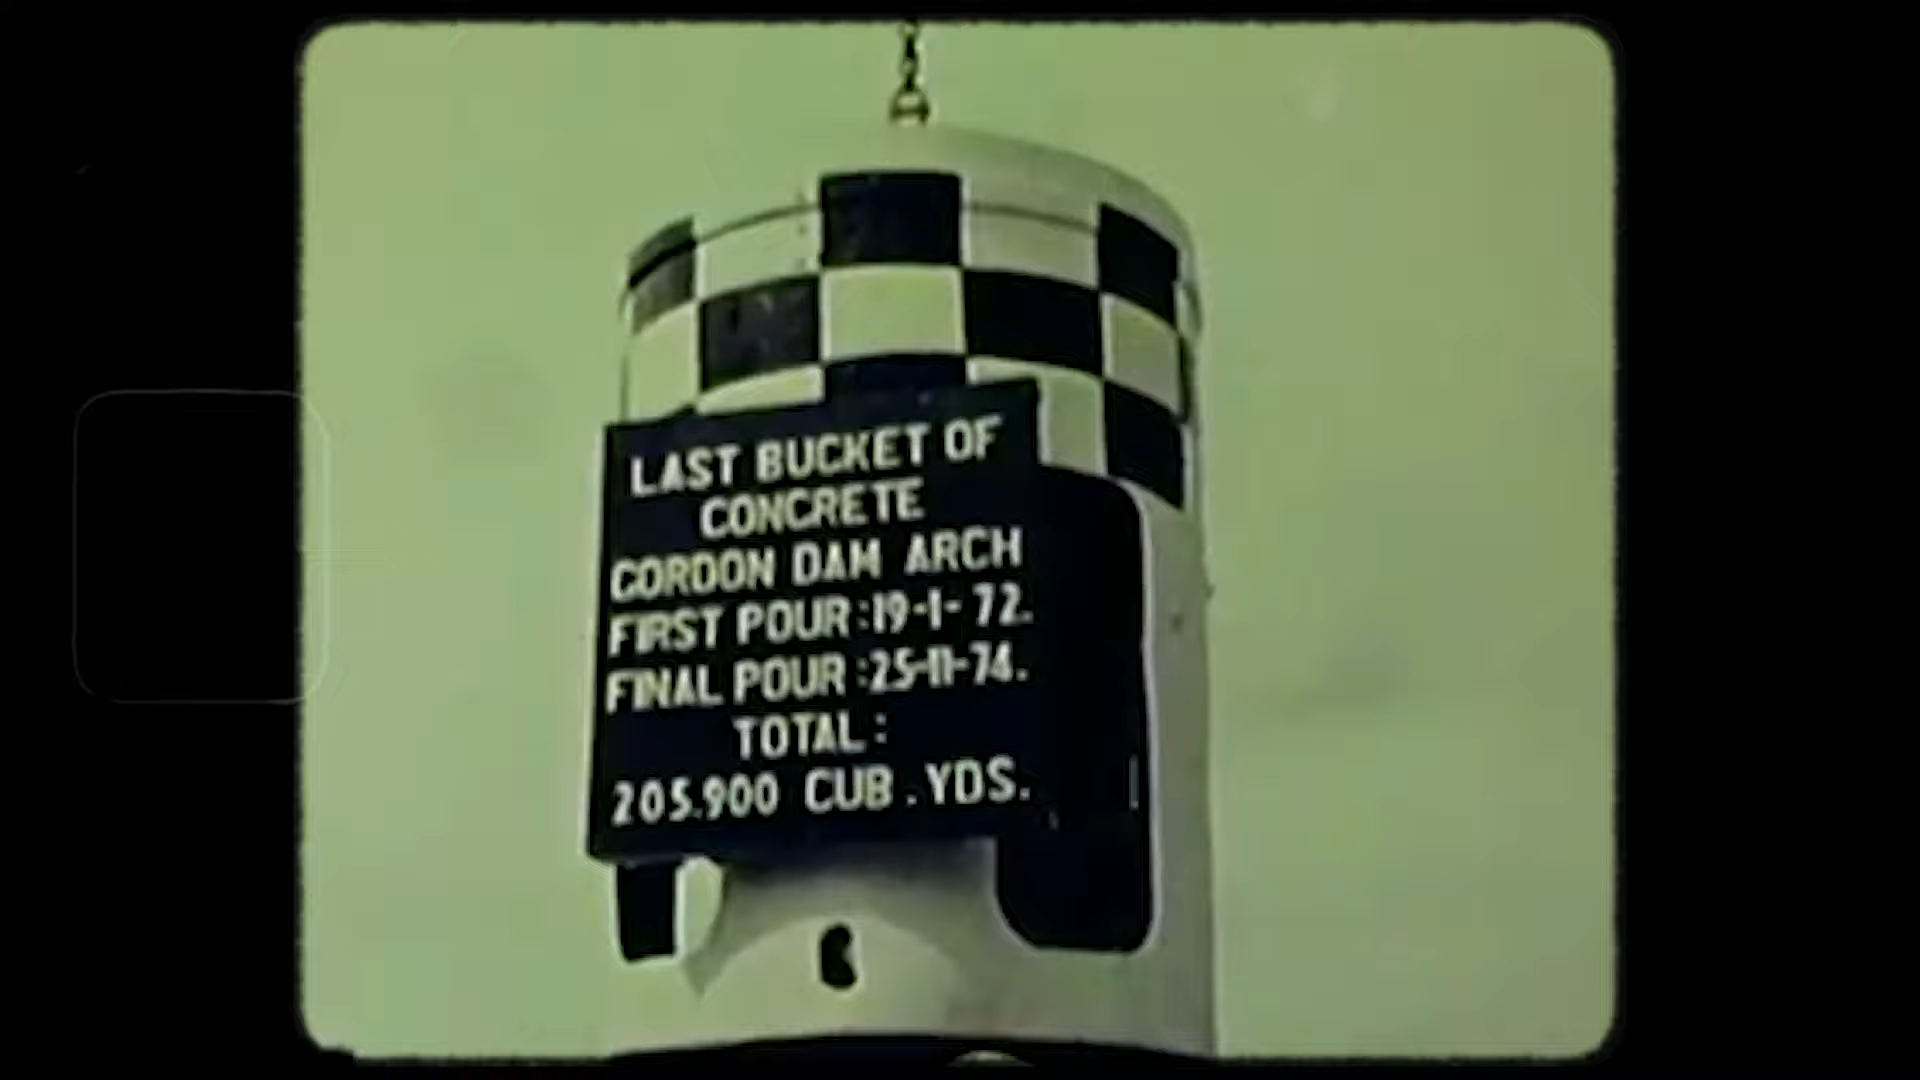 LAST BUCKET OF
CONCRETE
GORDON DAM ARCH
FIRST POUR :19-1-72.
FINAL POUR :25-11-74.
TOTAL :
205.900 CUB. YDS.